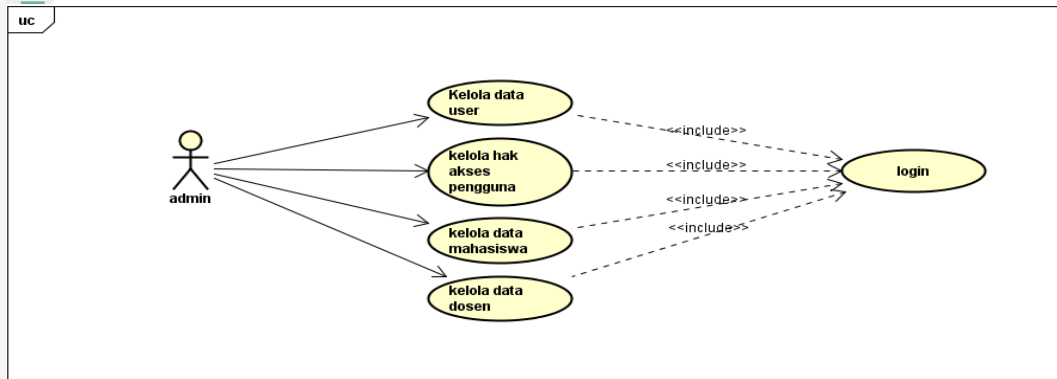 uc
Kelola data
user
kelola hak
akses
pengguna
kelola data
mahasiswa
kelola data
dosen
admin
<<include>>
<<include>>
<<include>>
<<include>>
login